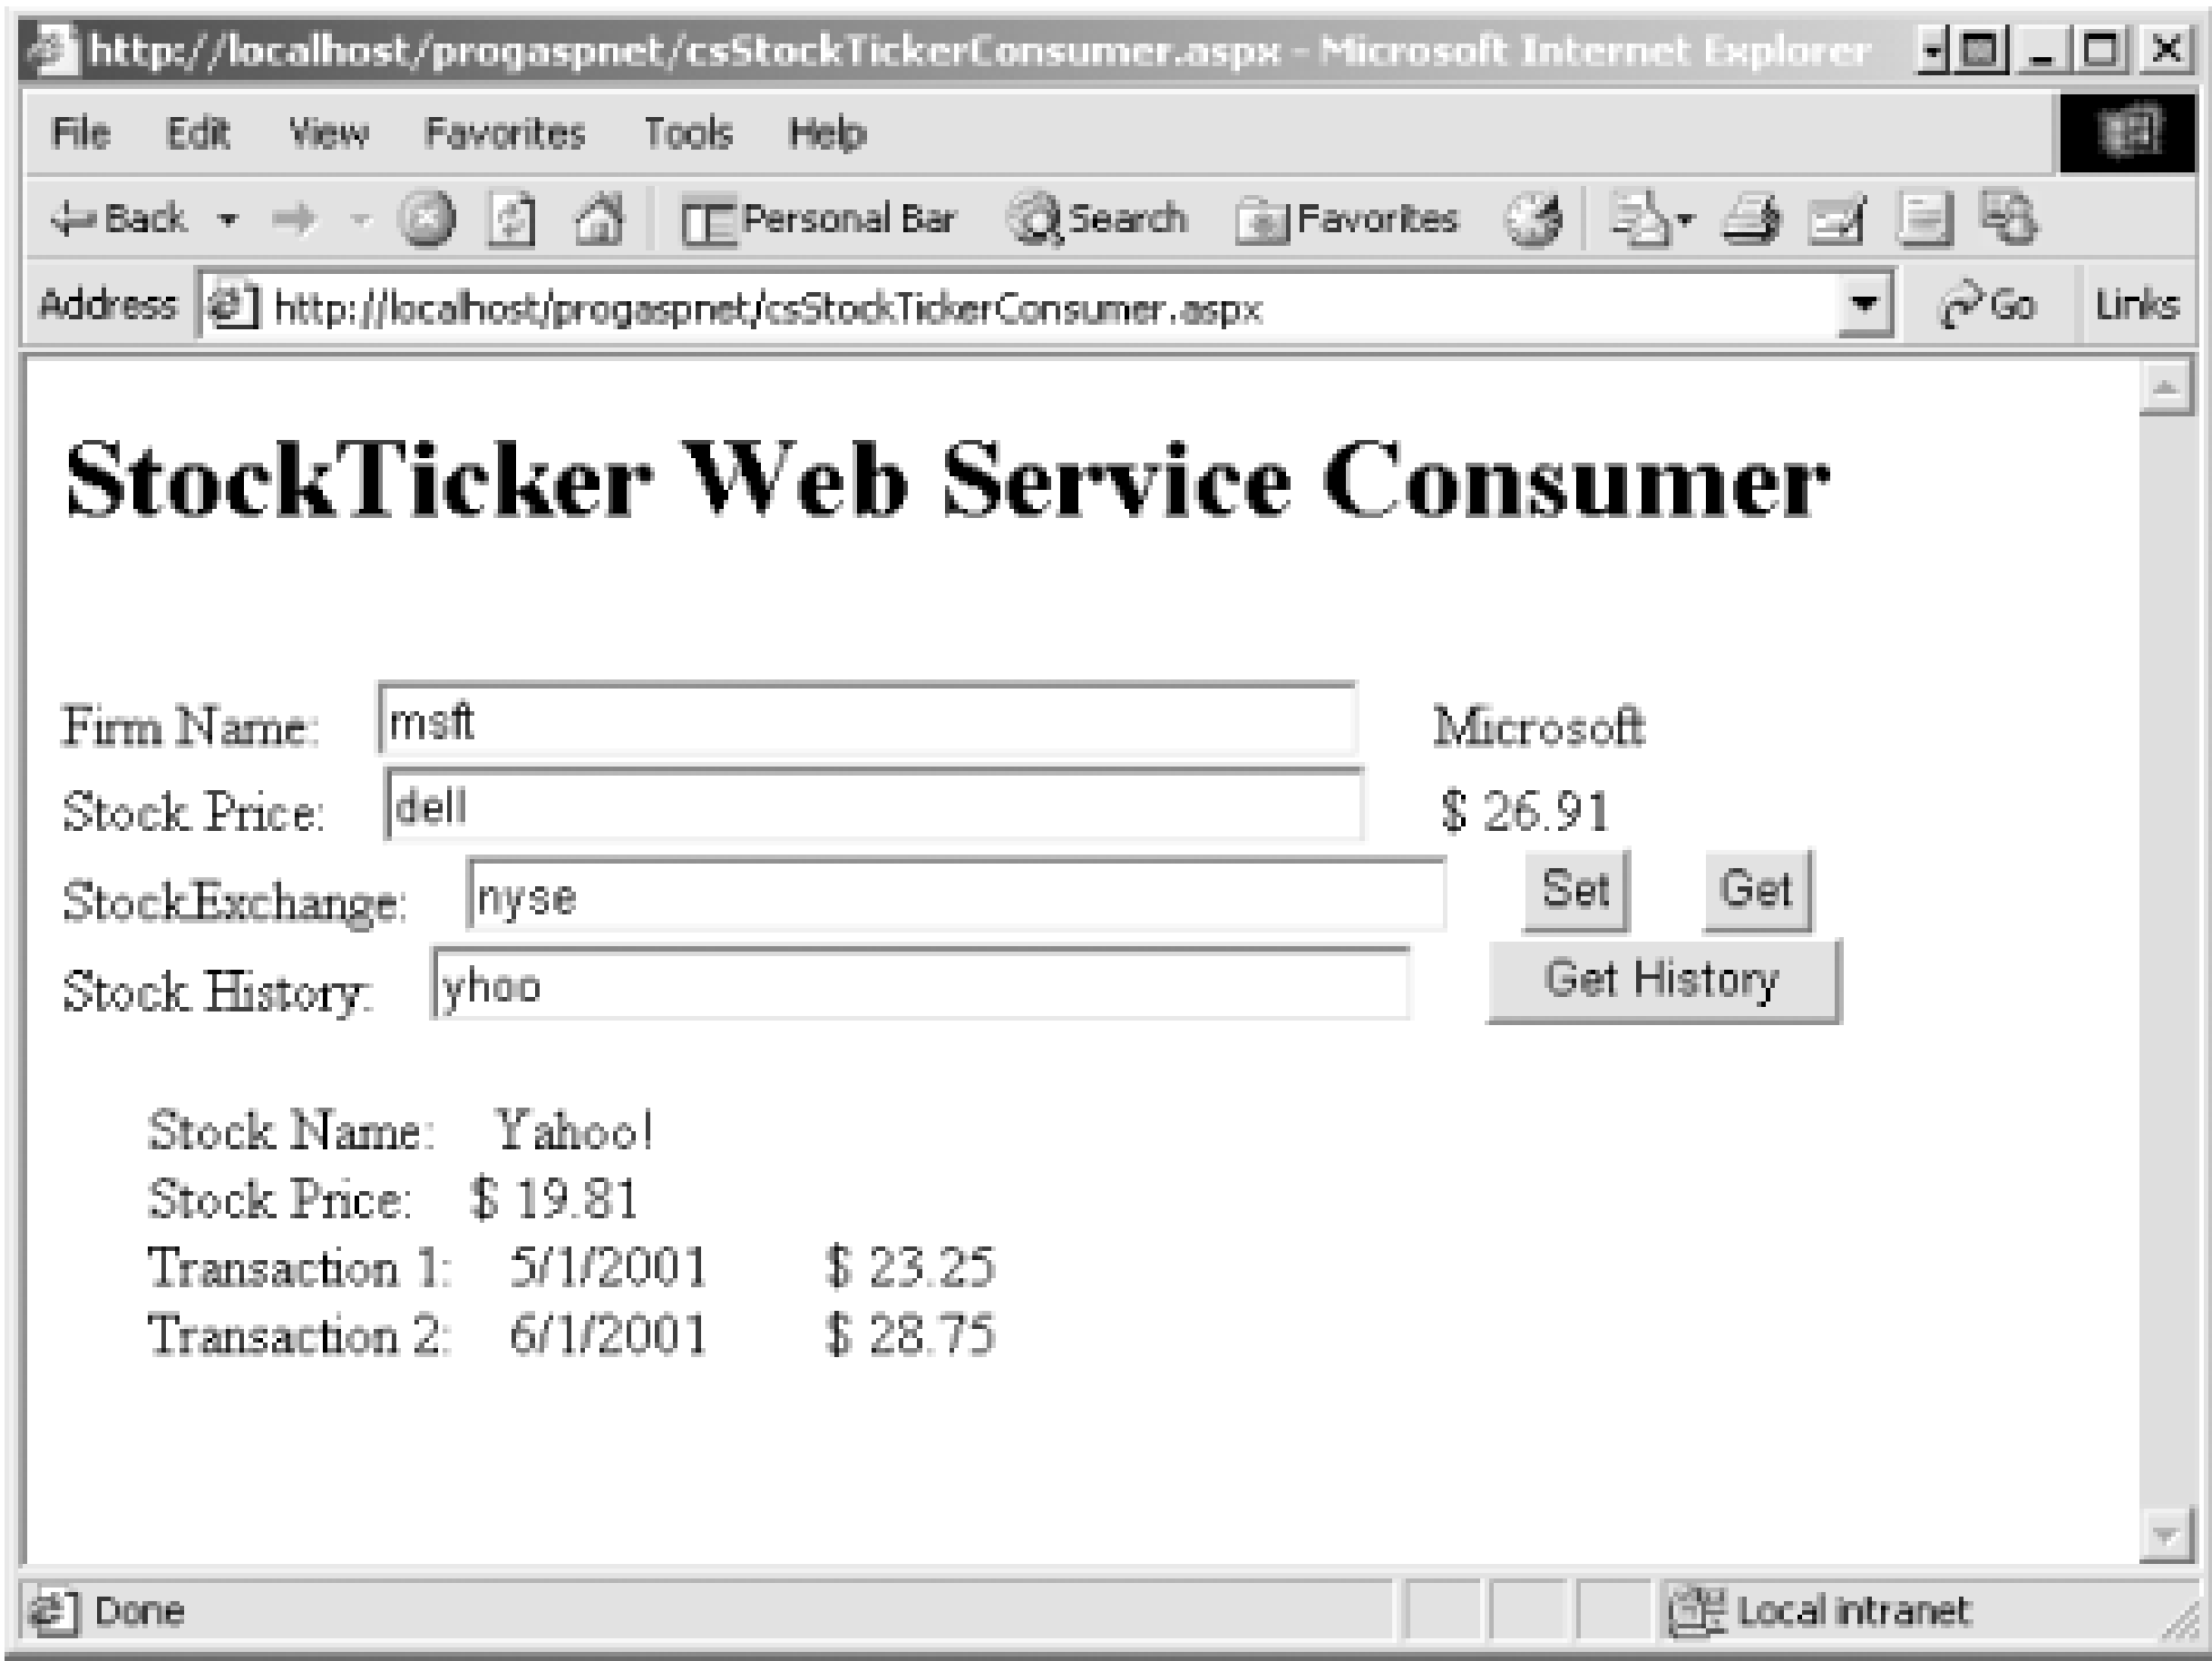 http://localhost/progaspnet/csStockTickerConsumer.aspx - Microsoft Internet Explorer
File Edit View Favorites Tools Help
Back Personal Bar Search Favorites
Address http://localhost/progaspnet/csStockTickerConsumer.aspx Go Links
StockTicker Web Service Consumer
Firm Name: msft Microsoft
Stock Price: dell $ 26.91
StockExchange: nyse Set Get
Stock History: yhoo Get History
Stock Name: Yahoo!
Stock Price: $ 19.81
Transaction 1: 5/1/2001 $ 23.25
Transaction 2: 6/1/2001 $ 28.75
Done Local intranet